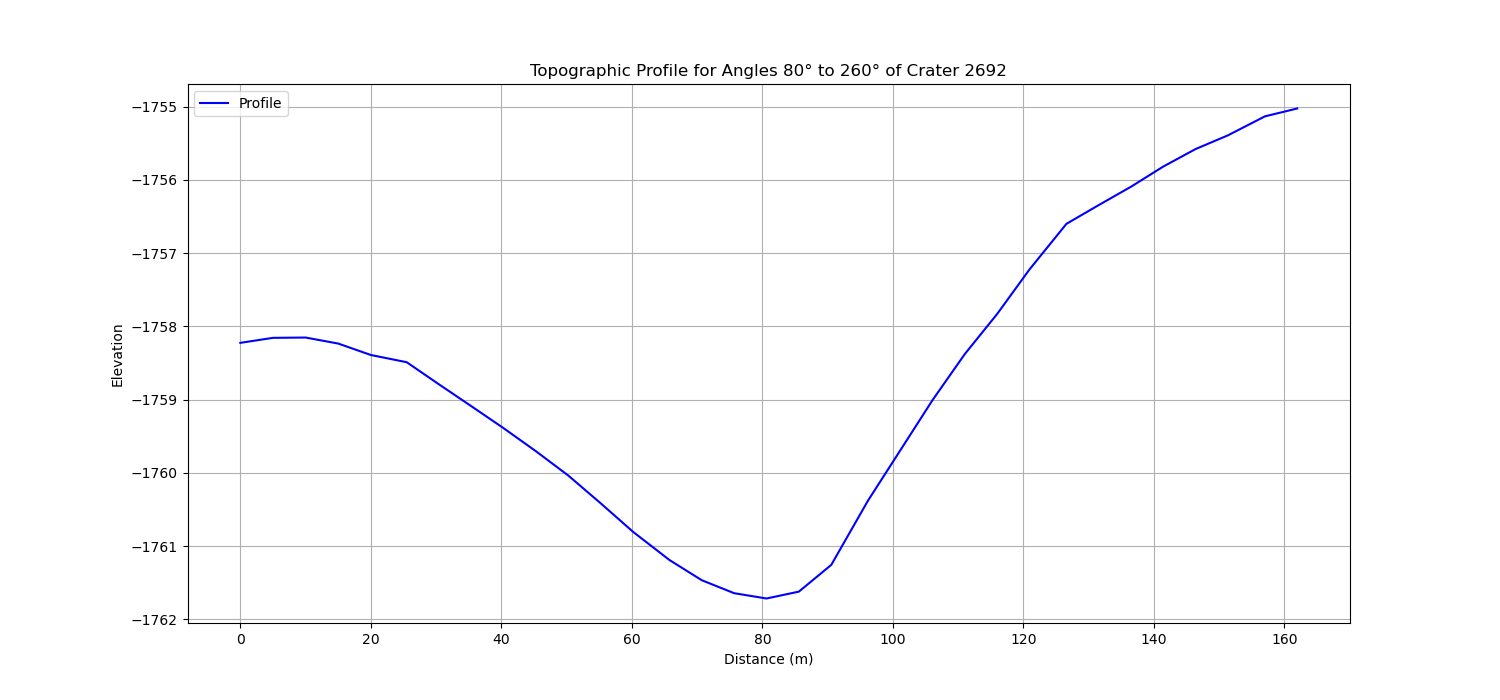 Topographic Profile for Angles 80° to 260° of Crater 2692
Profile
−1755
−1756
−1757
−1758
−1759
−1760
−1761
−1762
Elevation
0 20 40 60 80 100 120 140 160
Distance (m)